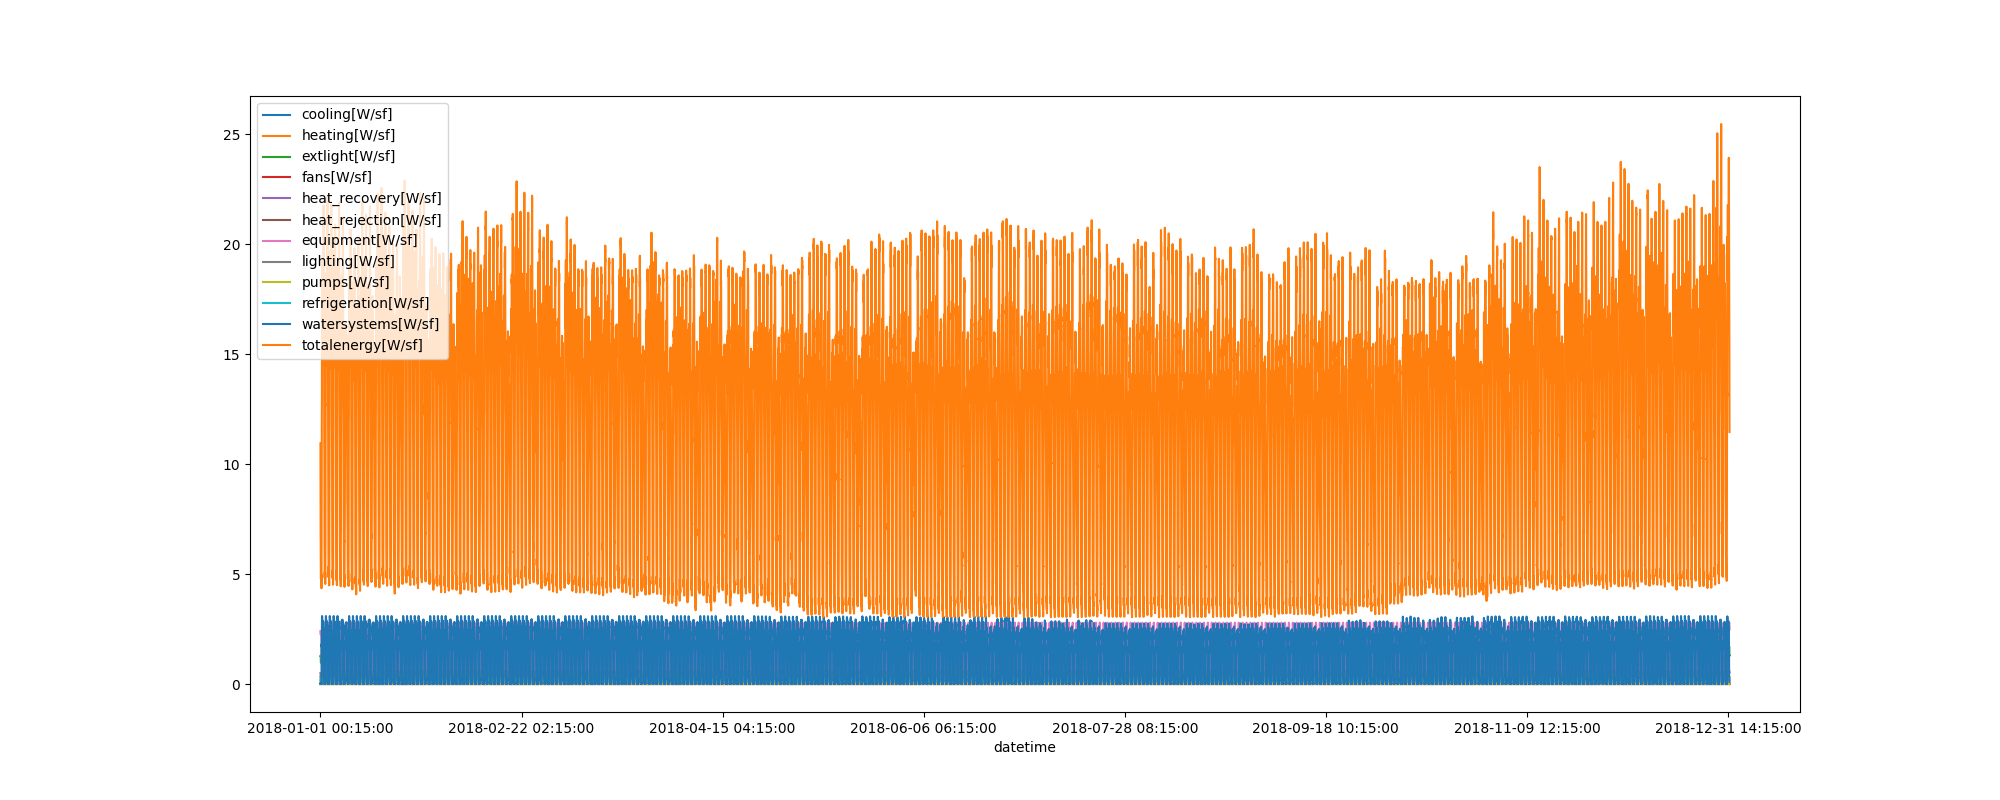 cooling[W/sf]
heating[W/sf]
extlight[W/sf]
fans[W/sf]
heat_recovery[W/sf]
heat_rejection[W/sf]
equipment[W/sf]
lighting[W/sf]
pumps[W/sf]
refrigeration[W/sf]
watersystems[W/sf]
totalenergy[W/sf]
25
20
15
10
5
0
2018-01-01 00:15:00 2018-02-22 02:15:00 2018-04-15 04:15:00 2018-06-06 06:15:00 2018-07-28 08:15:00 2018-09-18 10:15:00 2018-11-09 12:15:00 2018-12-31 14:15:00
datetime